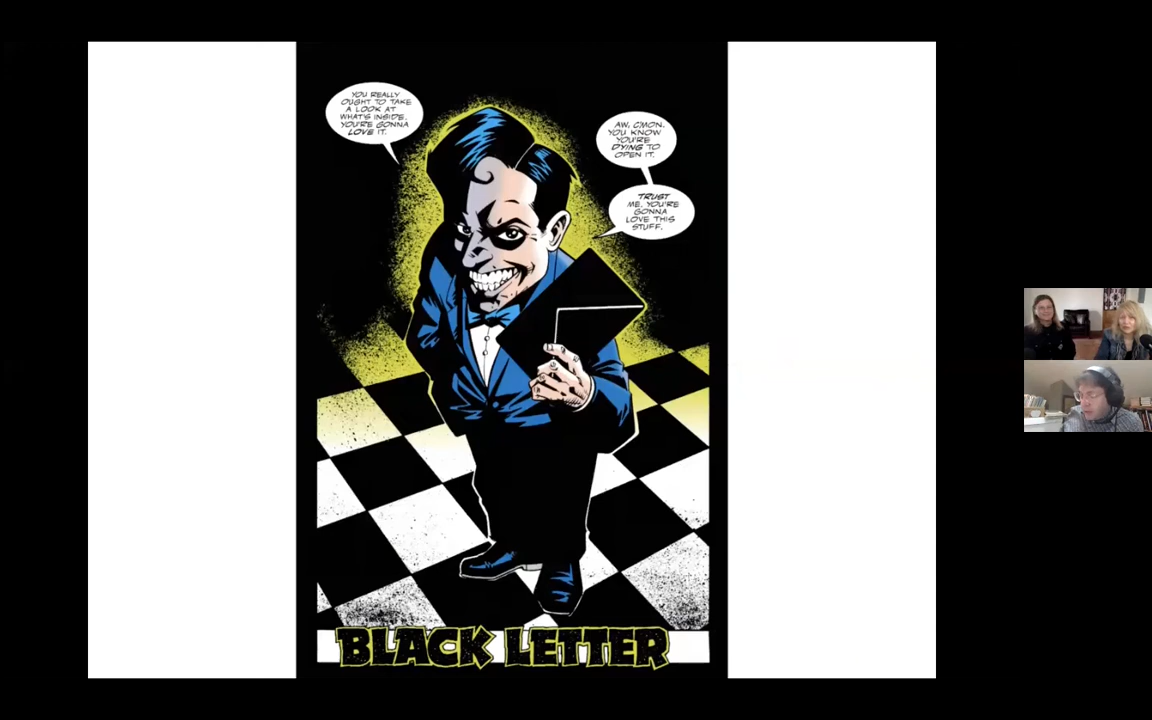 YOU REALLY
OUGHT TO TAKE
A LOOK AT
WHAT'S INSIDE.
YOU'RE GONNA
LOVE IT.
AW, C'MON.
YOU KNOW
YOU'RE
DYING TO
OPEN IT.
TRUST
ME, YOU'RE
GONNA
LOVE THIS
STUFF.
BLACK LETTER